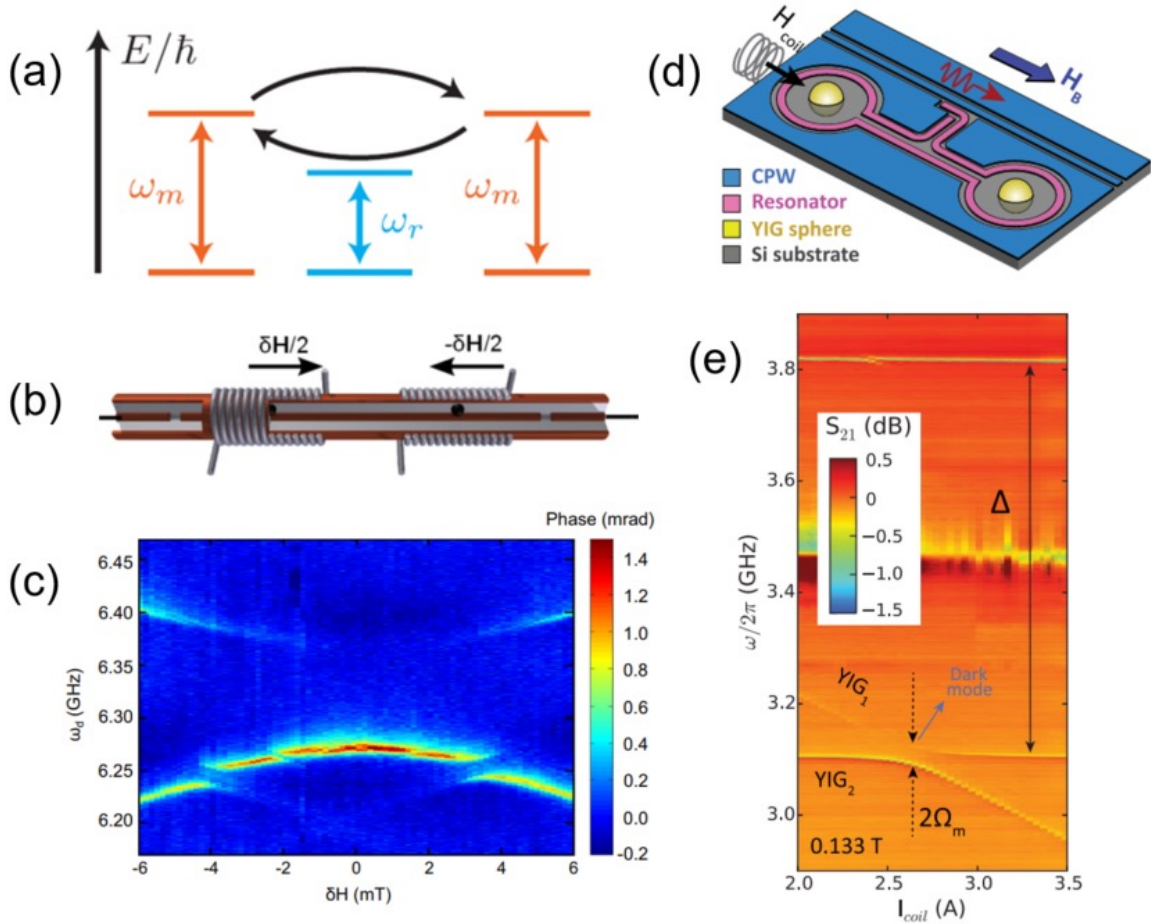 (a)
E/ħ
ω_m
ω_r
ω_m
(b)
δH/2
-δH/2
(c)
Phase (mrad)
ω_d (GHz)
6.45
6.40
6.35
6.30
6.25
6.20
1.4
1.2
1.0
0.8
0.6
0.4
0.2
0.0
-0.2
-6
-4
-2
0
2
4
6
δH (mT)
(d)
H_coil
H_B
CPW
Resonator
YIG sphere
Si substrate
(e)
ω/2π (GHz)
3.8
3.6
3.4
3.2
3.0
S₂₁ (dB)
0.5
0
−0.5
−1.0
−1.5
Δ
YIG₁
Dark
mode
YIG₂
2Ω_m
0.133 T
2.0
2.5
3.0
3.5
I_coil (A)